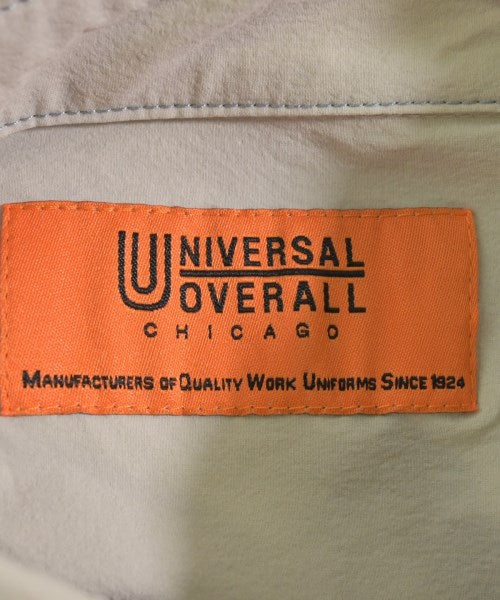 UNIVERSAL
OVERALL
CHICAGO
MANUFACTURERS OF QUALITY WORK UNIFORMS SINCE 1924